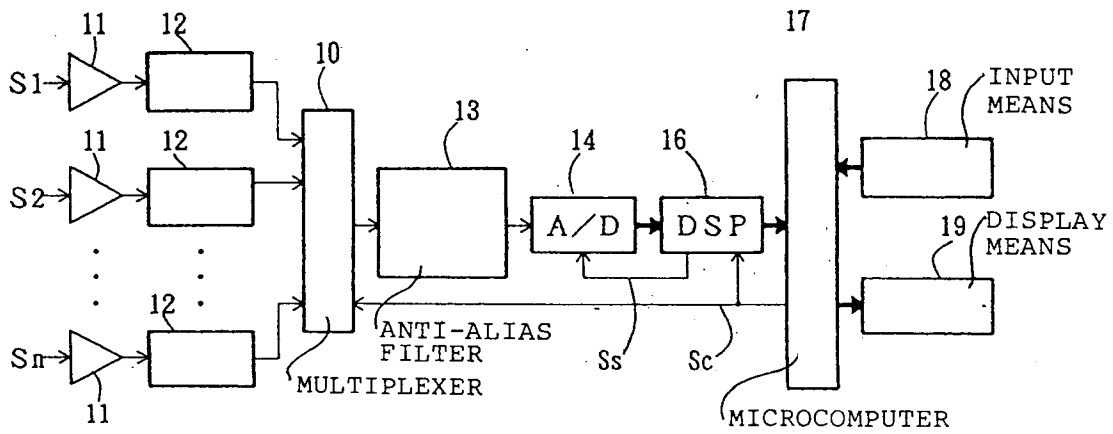 17
11
12
10
INPUT
MEANS
18
S1
13
11
12
14
16
S2
A/D
DSP
DISPLAY
MEANS
19
12
ANTI-ALIAS
FILTER
Ss
Sc
Sn
MULTIPLEXER
11
MICROCOMPUTER